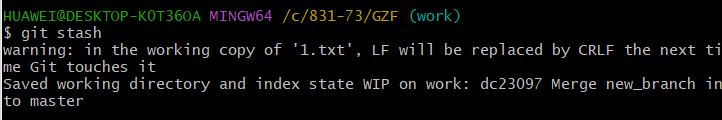 HUAWEI@DESKTOP-KOT36OA MINGW64 /c/831-73/GZF (work)
$ git stash
warning: in the working copy of '1.txt', LF will be replaced by CRLF the next ti
me Git touches it
Saved working directory and index state WIP on work: dc23097 Merge new_branch in
to master